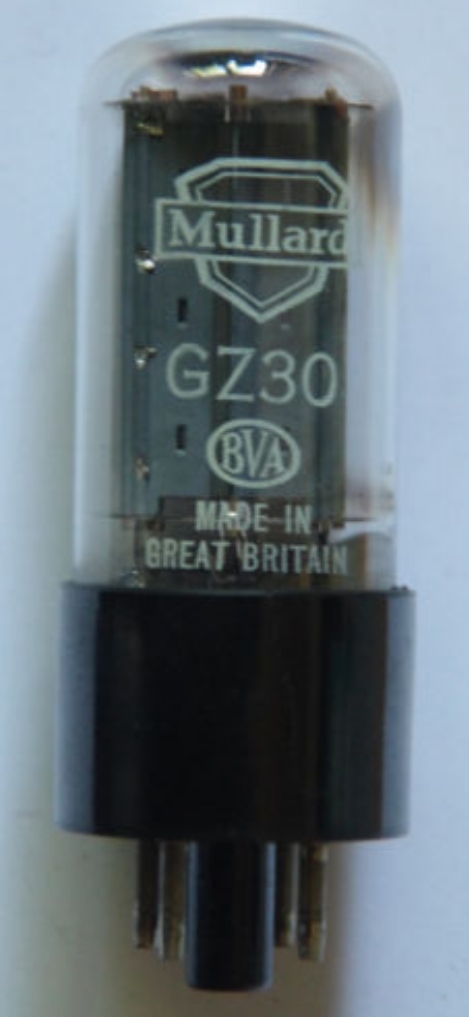 Mullard
GZ30
BVA
MADE IN
GREAT BRITAIN